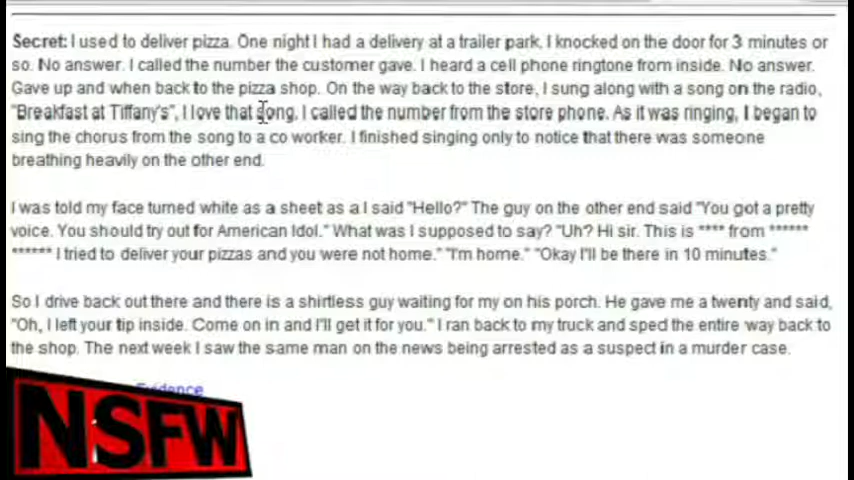 Secret: I used to deliver pizza. One night I had a delivery at a trailer park. I knocked on the door for 3 minutes or
so. No answer. I called the number the customer gave. I heard a cell phone ringtone from inside. No answer.
Gave up and when back to the pizza shop. On the way back to the store, I sung along with a song on the radio,
"Breakfast at Tiffany's", I love that song. I called the number from the store phone. As it was ringing, I began to
sing the chorus from the song to a co worker. I finished singing only to notice that there was someone
breathing heavily on the other end.
I was told my face turned white as a sheet as a I said "Hello?" The guy on the other end said "You got a pretty
voice. You should try out for American Idol." What was I supposed to say? "Uh? Hi sir. This is **** from ******
****** I tried to deliver your pizzas and you were not home." "I'm home." "Okay I'll be there in 10 minutes."
So I drive back out there and there is a shirtless guy waiting for my on his porch. He gave me a twenty and said,
"Oh, I left your tip inside. Come on in and I'll get it for you." I ran back to my truck and sped the entire way back to
the shop. The next week I saw the same man on the news being arrested as a suspect in a murder case.
Evidence
NSFW